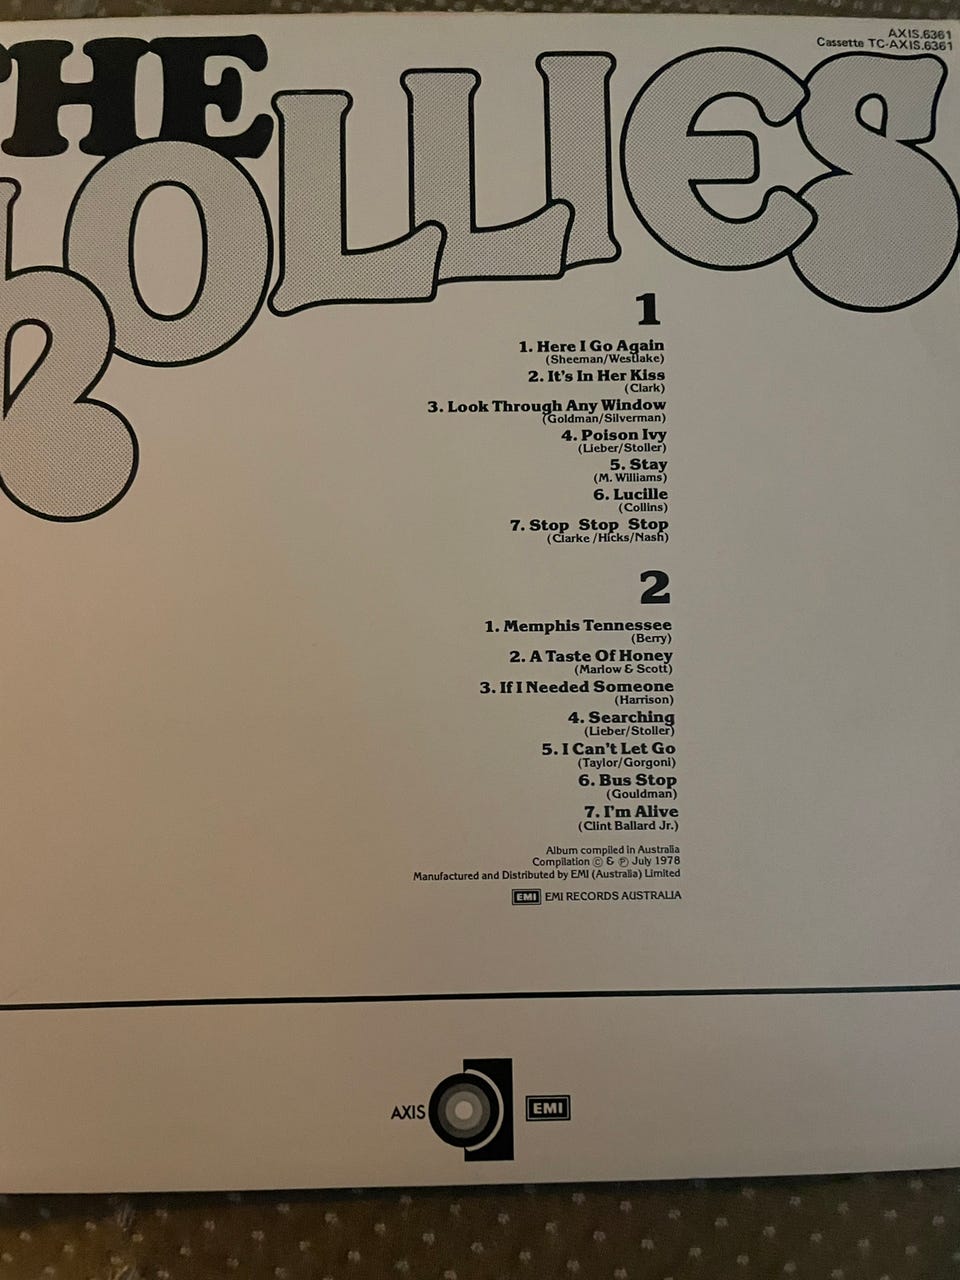 AXIS.6361
Cassette TC-AXIS.6361
THE
HOLLIES
1
1. Here I Go Again
(Sheeman/Westlake)
2. It's In Her Kiss
(Clark)
3. Look Through Any Window
(Goldman/Silverman)
4. Poison Ivy
(Lieber/Stoller)
5. Stay
(M. Williams)
6. Lucille
(Collins)
7. Stop Stop Stop
(Clarke /Hicks/Nash)
2
1. Memphis Tennessee
(Berry)
2. A Taste Of Honey
(Marlow & Scott)
3. If I Needed Someone
(Harrison)
4. Searching
(Lieber/Stoller)
5. I Can't Let Go
(Taylor/Gorgoni)
6. Bus Stop
(Gouldman)
7. I'm Alive
(Clint Ballard Jr.)
Album compiled in Australia
Compilation © & ℗ July 1978
Manufactured and Distributed by EMI (Australia) Limited
EMI EMI RECORDS AUSTRALIA
AXIS EMI